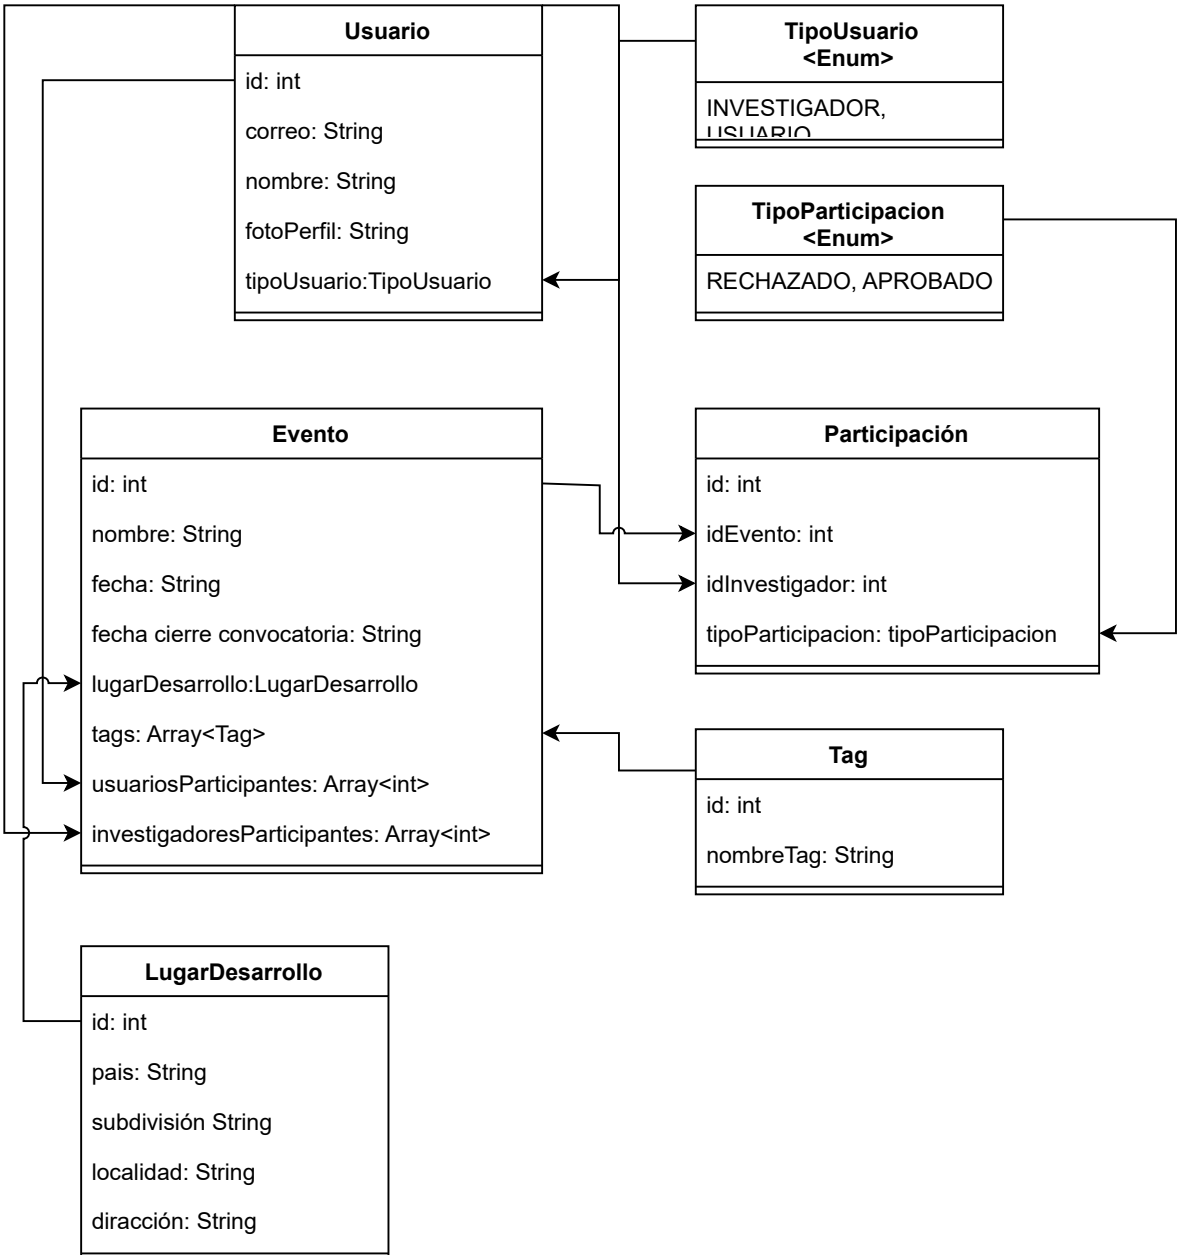 Usuario
id: int
correo: String
nombre: String
fotoPerfil: String
tipoUsuario:TipoUsuario
TipoUsuario
<Enum>
INVESTIGADOR,
USUARIO
TipoParticipacion
<Enum>
RECHAZADO, APROBADO
Evento
id: int
nombre: String
fecha: String
fecha cierre convocatoria: String
lugarDesarrollo:LugarDesarrollo
tags: Array<Tag>
usuariosParticipantes: Array<int>
investigadoresParticipantes: Array<int>
Participación
id: int
idEvento: int
idInvestigador: int
tipoParticipacion: tipoParticipacion
Tag
id: int
nombreTag: String
LugarDesarrollo
id: int
pais: String
subdivisión String
localidad: String
diracción: String